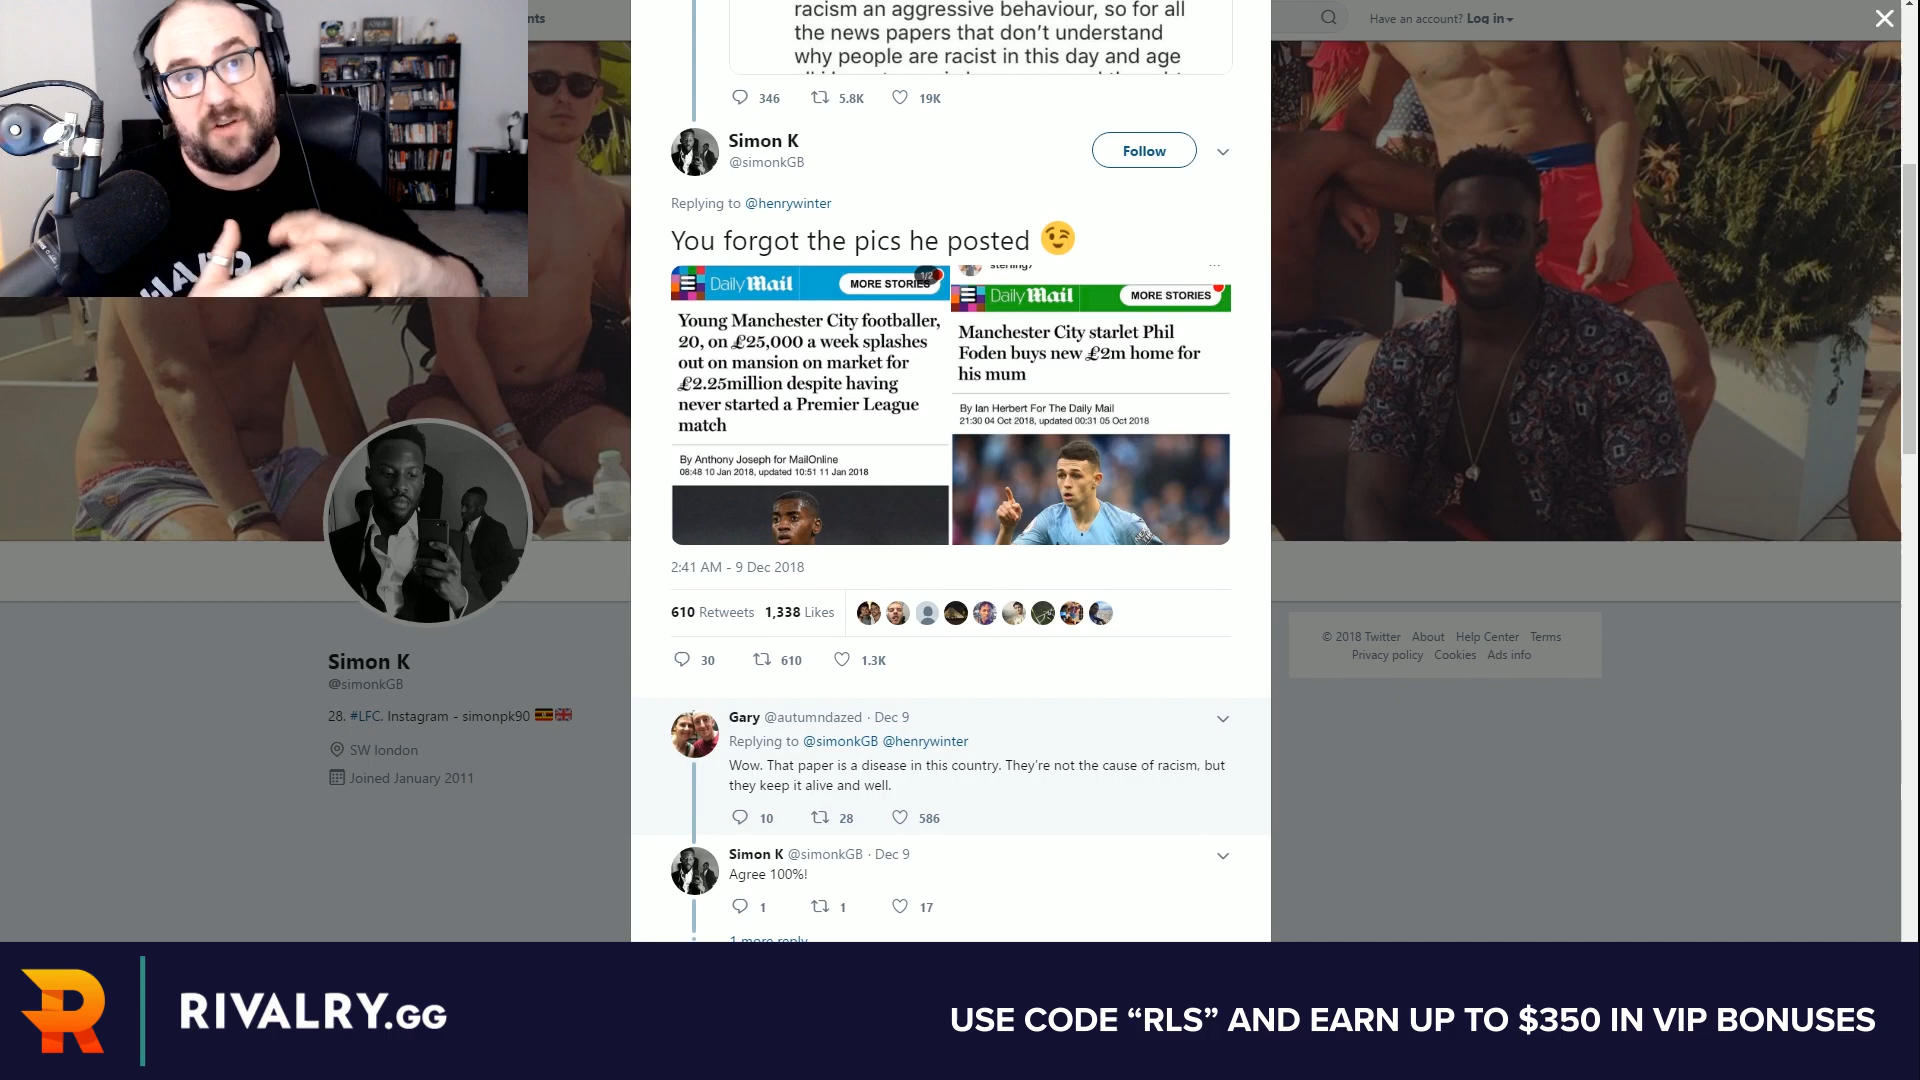 nts
Have an account? Log in
racism an aggressive behaviour, so for all
the news papers that don't understand
why people are racist in this day and age
346 5.8K 19K
Simon K
@simonkGB
Follow
Replying to @henrywinter
You forgot the pics he posted 😉
Daily Mail
MORE STORIES
1/2
Young Manchester City footballer,
20, on £25,000 a week splashes
out on mansion on market for
£2.25million despite having
never started a Premier League
match
By Anthony Joseph for MailOnline
08:48 10 Jan 2018, updated 10:51 11 Jan 2018
sterling7
Daily Mail
MORE STORIES
Manchester City starlet Phil
Foden buys new £2m home for
his mum
By Ian Herbert For The Daily Mail
21:30 04 Oct 2018, updated 00:31 05 Oct 2018
2:41 AM - 9 Dec 2018
610 Retweets 1,338 Likes
30 610 1.3K
Gary @autumndazed · Dec 9
Replying to @simonkGB @henrywinter
Wow. That paper is a disease in this country. They're not the cause of racism, but
they keep it alive and well.
10 28 586
Simon K @simonkGB · Dec 9
Agree 100%!
1 1 17
1 more reply
Simon K
@simonkGB
28. #LFC. Instagram - simonpk90 🇺🇬🇬🇧
SW london
Joined January 2011
© 2018 Twitter About Help Center Terms
Privacy policy Cookies Ads info
RIVALRY.GG
USE CODE “RLS” AND EARN UP TO $350 IN VIP BONUSES